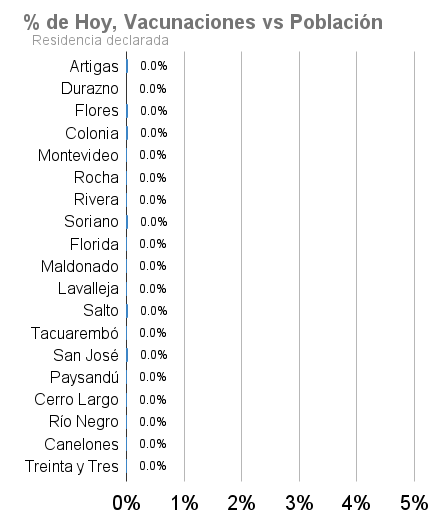 % de Hoy, Vacunaciones vs Población
Residencia declarada
Artigas 0.0%
Durazno 0.0%
Flores 0.0%
Colonia 0.0%
Montevideo 0.0%
Rocha 0.0%
Rivera 0.0%
Soriano 0.0%
Florida 0.0%
Maldonado 0.0%
Lavalleja 0.0%
Salto 0.0%
Tacuarembó 0.0%
San José 0.0%
Paysandú 0.0%
Cerro Largo 0.0%
Río Negro 0.0%
Canelones 0.0%
Treinta y Tres 0.0%
0% 1% 2% 3% 4% 5%